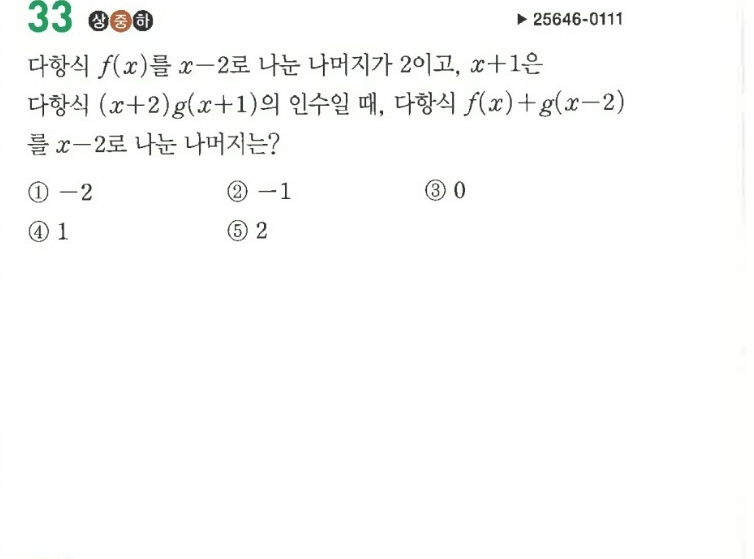 33 상중하
▶ 25646-0111
다항식 f(x)를 x-2로 나눈 나머지가 2이고, x+1은
다항식 (x+2)g(x+1)의 인수일 때, 다항식 f(x)+g(x-2)
를 x-2로 나눈 나머지는?
① -2 ② -1 ③ 0
④ 1 ⑤ 2